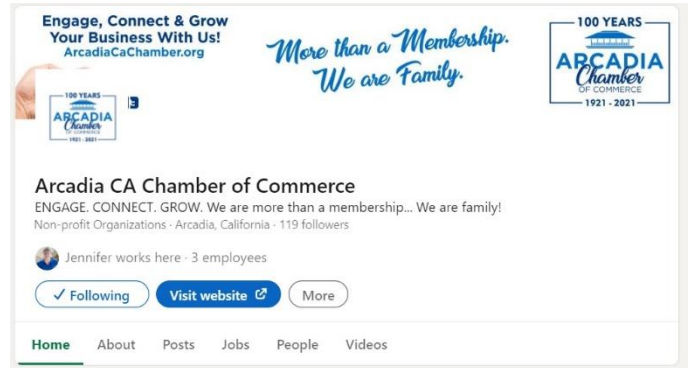 Engage, Connect & Grow
Your Business With Us!
ArcadiaCaChamber.org
More than a Membership.
We are Family.
100 YEARS
ARCADIA
Chamber
OF COMMERCE
1921 - 2021
100 YEARS
ARCADIA
Chamber
OF COMMERCE
1921 - 2021
Arcadia CA Chamber of Commerce
ENGAGE. CONNECT. GROW. We are more than a membership... We are family!
Non-profit Organizations · Arcadia, California · 119 followers
Jennifer works here · 3 employees
✓ Following Visit website More
Home About Posts Jobs People Videos